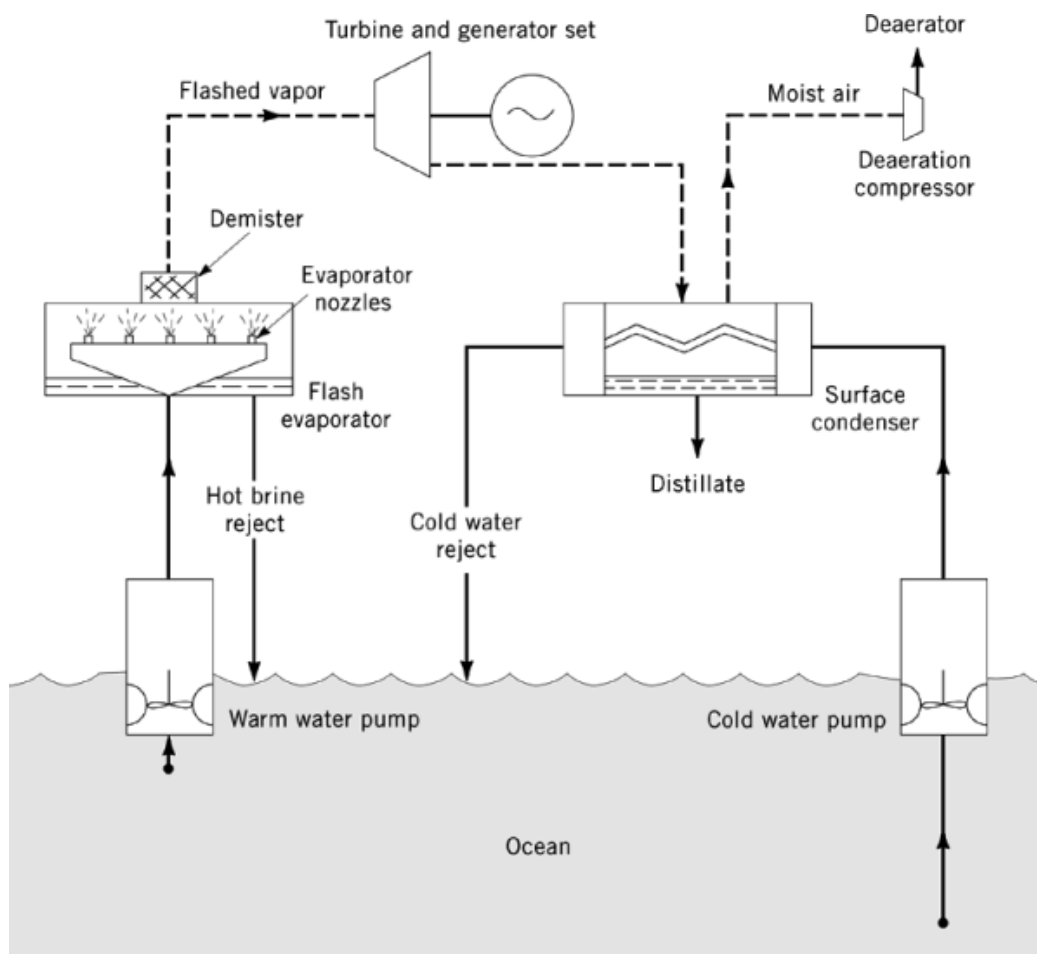 Turbine and generator set
Deaerator
Flashed vapor
Moist air
Deaeration
compressor
Demister
Evaporator
nozzles
Flash
evaporator
Surface
condenser
Distillate
Hot brine
reject
Cold water
reject
Warm water pump
Cold water pump
Ocean